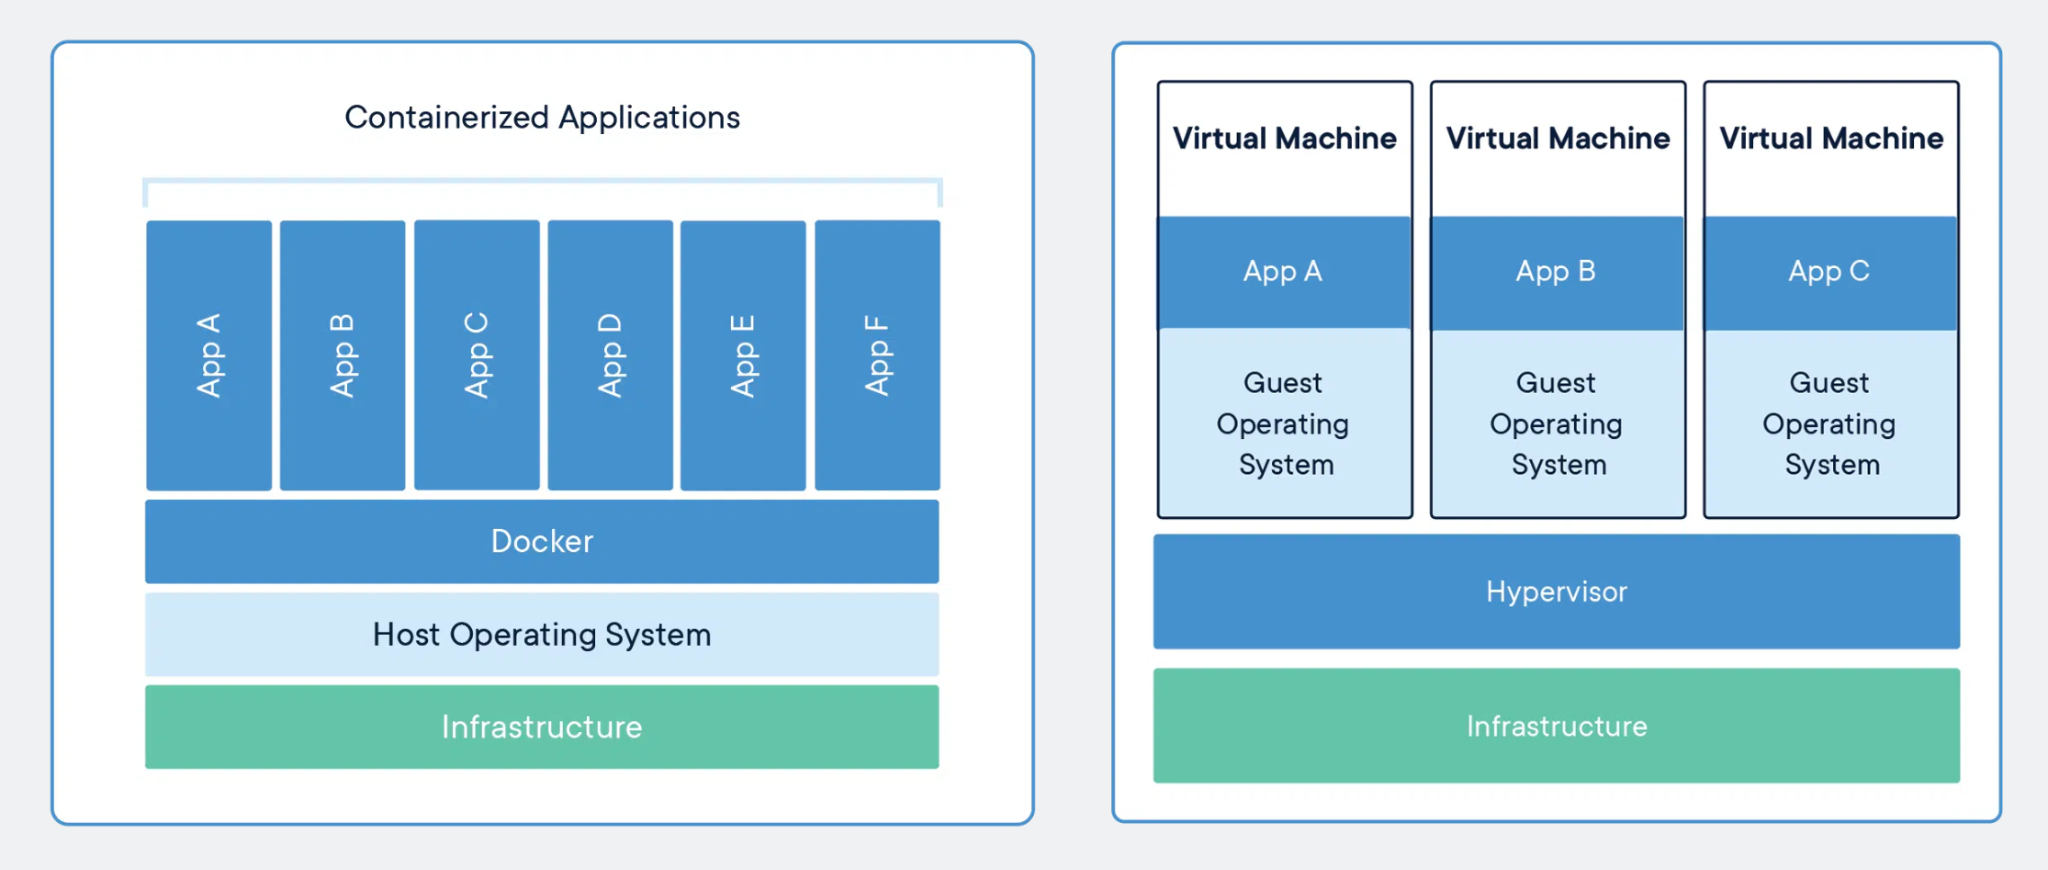 Containerized Applications
App A
App B
App C
App D
App E
App F
Docker
Host Operating System
Infrastructure
Virtual Machine
App A
Guest
Operating
System
Virtual Machine
App B
Guest
Operating
System
Virtual Machine
App C
Guest
Operating
System
Hypervisor
Infrastructure